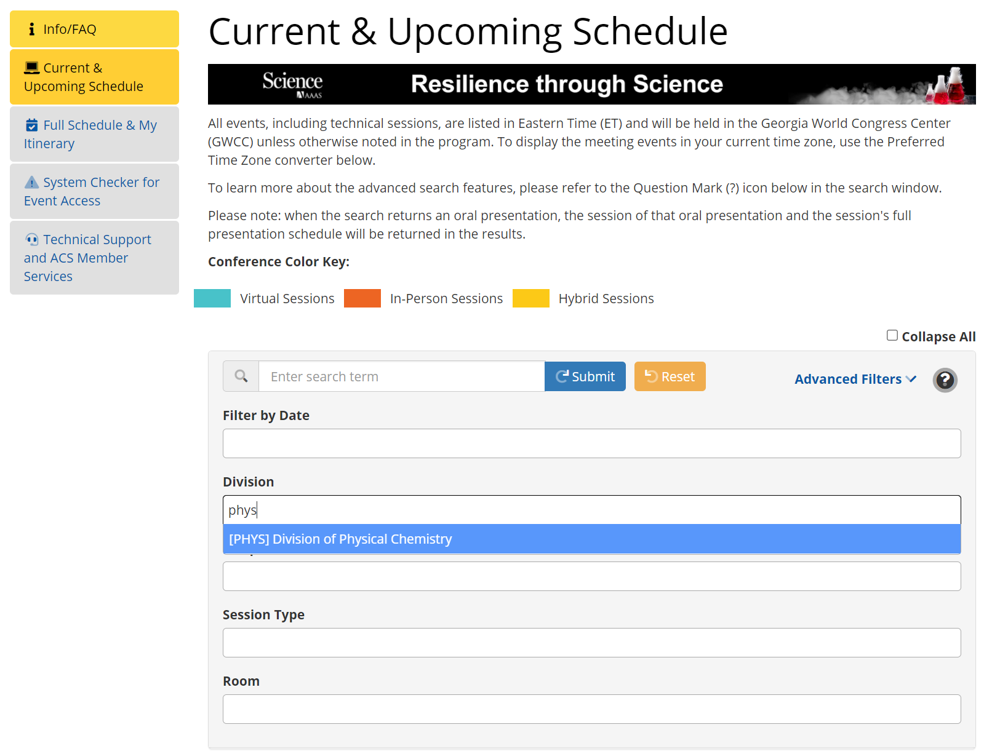 Info/FAQ
Current &
Upcoming Schedule
Full Schedule & My
Itinerary
System Checker for
Event Access
Technical Support
and ACS Member
Services
Current & Upcoming Schedule
Science
AAAS
Resilience through Science
All events, including technical sessions, are listed in Eastern Time (ET) and will be held in the Georgia World Congress Center
(GWCC) unless otherwise noted in the program. To display the meeting events in your current time zone, use the Preferred
Time Zone converter below.
To learn more about the advanced search features, please refer to the Question Mark (?) icon below in the search window.
Please note: when the search returns an oral presentation, the session of that oral presentation and the session's full
presentation schedule will be returned in the results.
Conference Color Key:
Virtual Sessions In-Person Sessions Hybrid Sessions
Collapse All
Enter search term Submit Reset Advanced Filters ?
Filter by Date
Division
phys
[PHYS] Division of Physical Chemistry
Session Type
Room